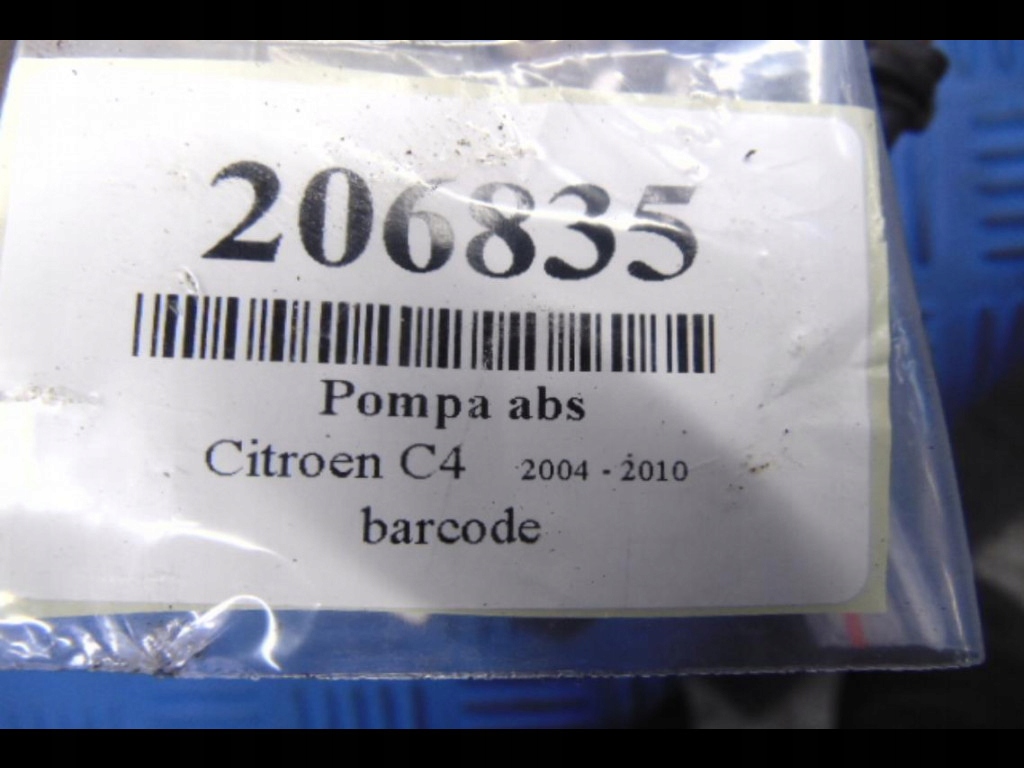 206835
Pompa abs
Citroen C4 2004 - 2010
barcode